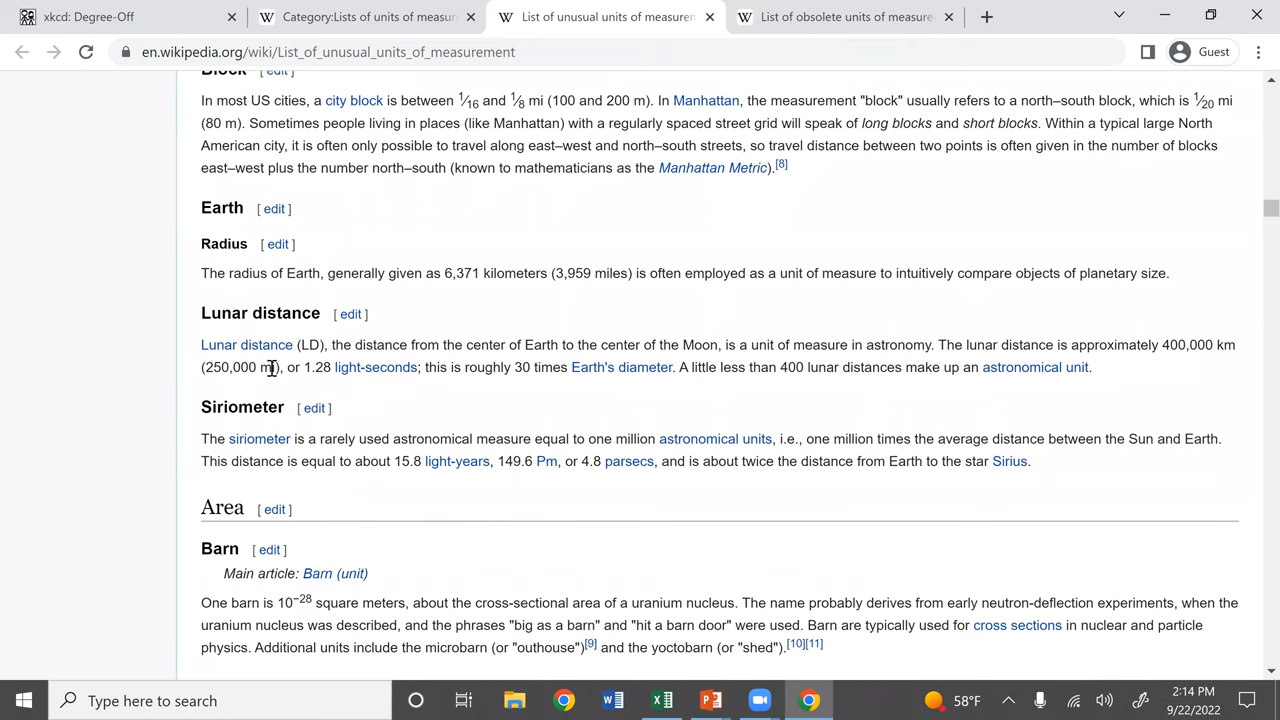 xkcd: Degree-Off
Category:Lists of units of measur
List of unusual units of measurem
List of obsolete units of measure
en.wikipedia.org/wiki/List_of_unusual_units_of_measurement
Guest
Block [ edit ]
In most US cities, a city block is between 1⁄16 and 1⁄8 mi (100 and 200 m). In Manhattan, the measurement "block" usually refers to a north–south block, which is 1⁄20 mi
(80 m). Sometimes people living in places (like Manhattan) with a regularly spaced street grid will speak of long blocks and short blocks. Within a typical large North
American city, it is often only possible to travel along east–west and north–south streets, so travel distance between two points is often given in the number of blocks
east–west plus the number north–south (known to mathematicians as the Manhattan Metric).[8]
Earth [ edit ]
Radius [ edit ]
The radius of Earth, generally given as 6,371 kilometers (3,959 miles) is often employed as a unit of measure to intuitively compare objects of planetary size.
Lunar distance [ edit ]
Lunar distance (LD), the distance from the center of Earth to the center of the Moon, is a unit of measure in astronomy. The lunar distance is approximately 400,000 km
(250,000 mi), or 1.28 light-seconds; this is roughly 30 times Earth's diameter. A little less than 400 lunar distances make up an astronomical unit.
Siriometer [ edit ]
The siriometer is a rarely used astronomical measure equal to one million astronomical units, i.e., one million times the average distance between the Sun and Earth.
This distance is equal to about 15.8 light-years, 149.6 Pm, or 4.8 parsecs, and is about twice the distance from Earth to the star Sirius.
Area [ edit ]
Barn [ edit ]
Main article: Barn (unit)
One barn is 10−28 square meters, about the cross-sectional area of a uranium nucleus. The name probably derives from early neutron-deflection experiments, when the
uranium nucleus was described, and the phrases "big as a barn" and "hit a barn door" were used. Barn are typically used for cross sections in nuclear and particle
physics. Additional units include the microbarn (or "outhouse")[9] and the yoctobarn (or "shed").[10][11]
Type here to search
58°F
2:14 PM
9/22/2022